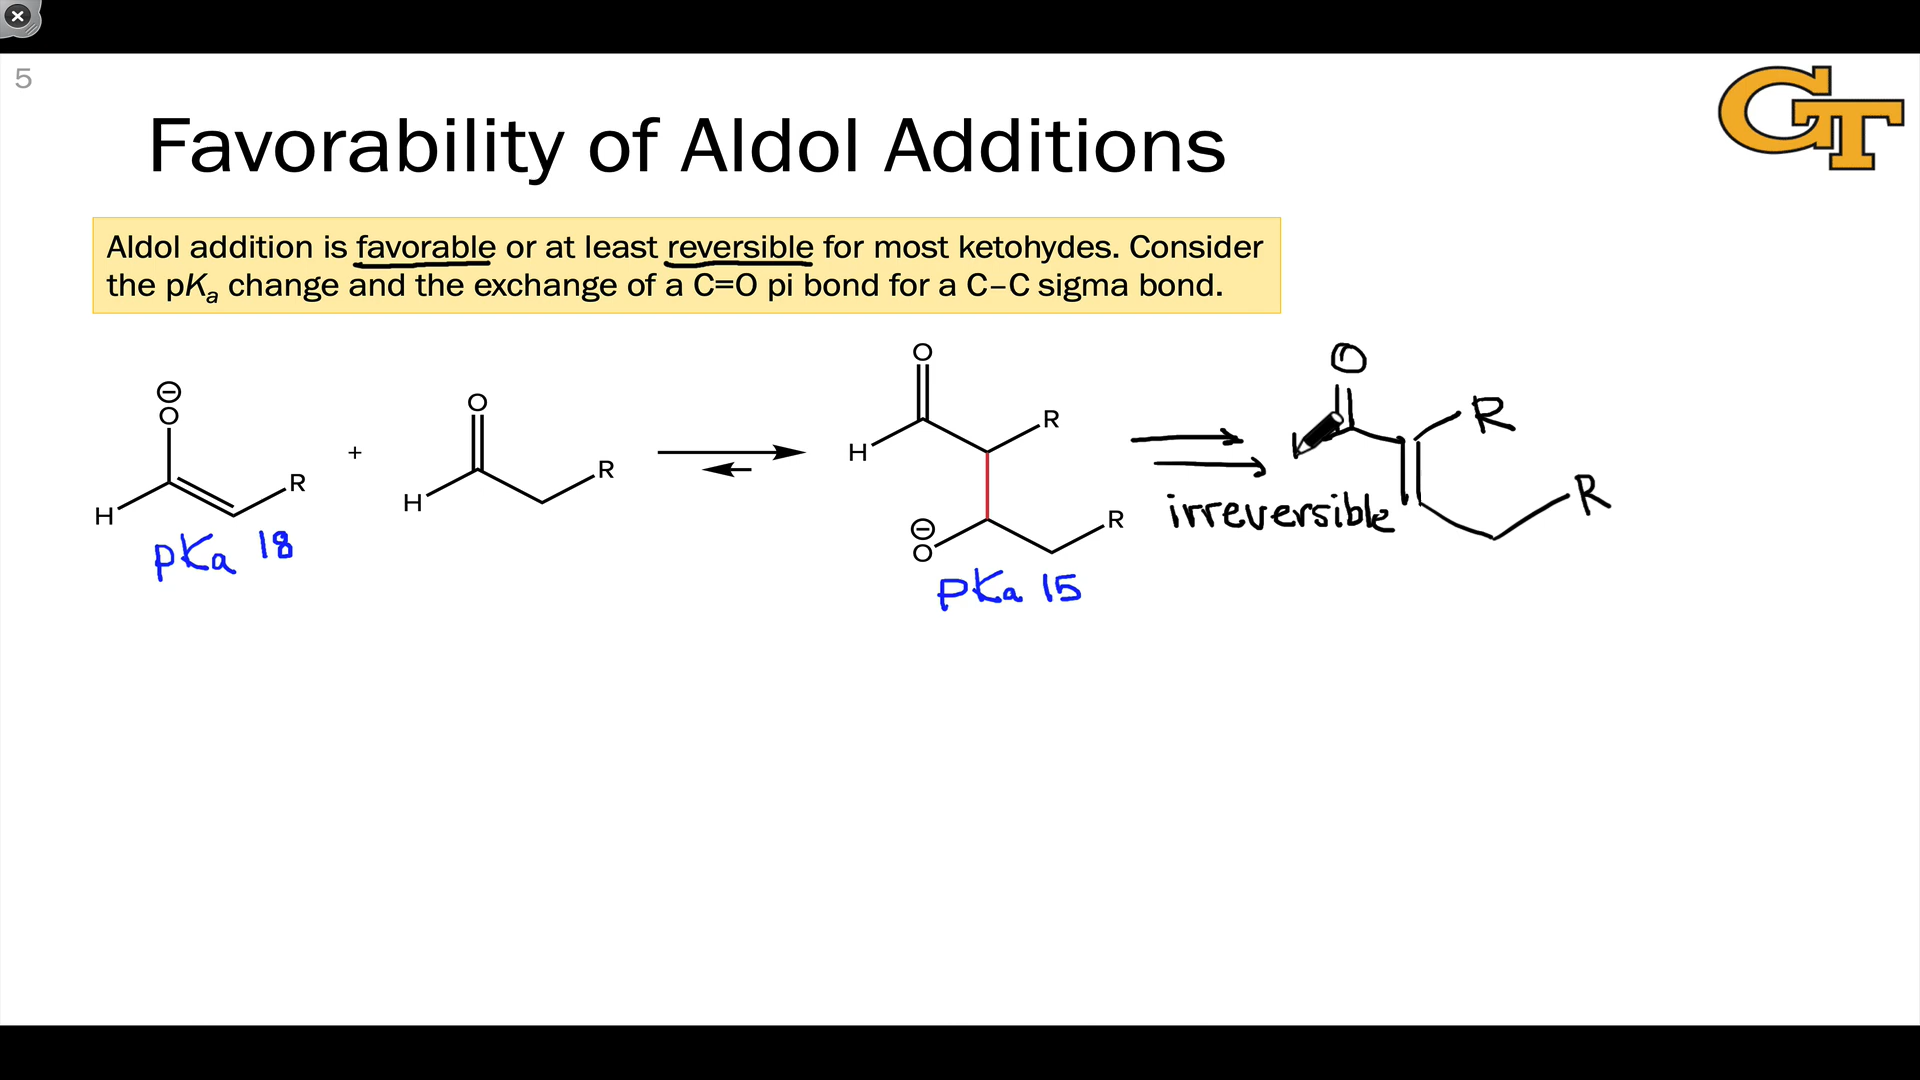 5
GT
Favorability of Aldol Additions
Aldol addition is favorable or at least reversible for most ketohydes. Consider
the pKa change and the exchange of a C=O pi bond for a C–C sigma bond.
⊖
O
H
R
+
O
H
R
O
H
R
⊖
O
R
O
R
R
irreversible
pKa 18
pKa 15